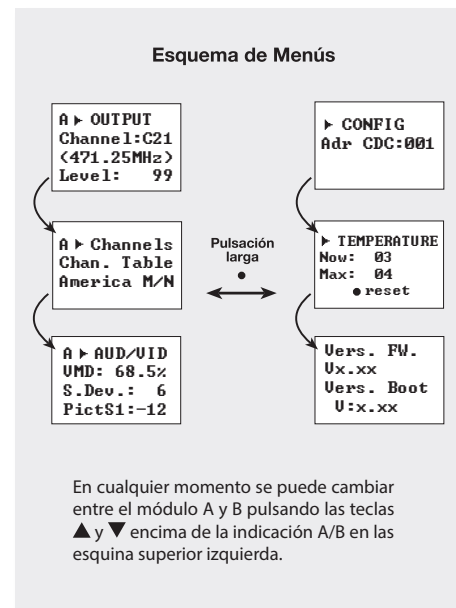 Esquema de Menús
A ▸ OUTPUT
Channel:C21
(471.25MHz)
Level: 99
A ▸ Channels
Chan. Table
America M/N
A ▸ AUD/VID
VMD: 68.5%
S.Dev.: 6
PictS1:-12
Pulsación
larga
●
▸ CONFIG
Adr CDC:001
▸ TEMPERATURE
Now: 03
Max: 04
● reset
Vers. FW.
Vx.xx
Vers. Boot
V:x.xx
En cualquier momento se puede cambiar
entre el módulo A y B pulsando las teclas
▲ y ▼ encima de la indicación A/B en las
esquina superior izquierda.